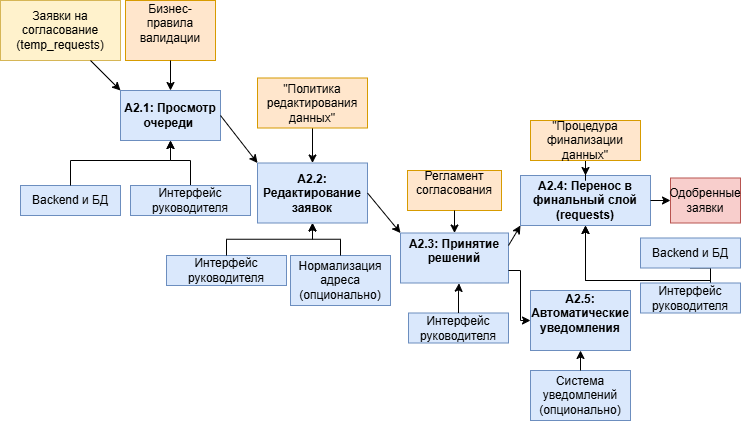 Заявки на
согласование
(temp_requests)
Бизнес-
правила
валидации
A2.1: Просмотр
очереди
Backend и БД
Интерфейс
руководителя
"Политика
редактирования
данных"
A2.2:
Редактирование
заявок
Интерфейс
руководителя
Нормализация
адреса
(опционально)
Регламент
согласования
A2.3: Принятие
решений
Интерфейс
руководителя
"Процедура
финализации
данных"
A2.4: Перенос в
финальный слой
(requests)
Одобренные
заявки
Backend и БД
Интерфейс
руководителя
A2.5:
Автоматические
уведомления
Система
уведомлений
(опционально)